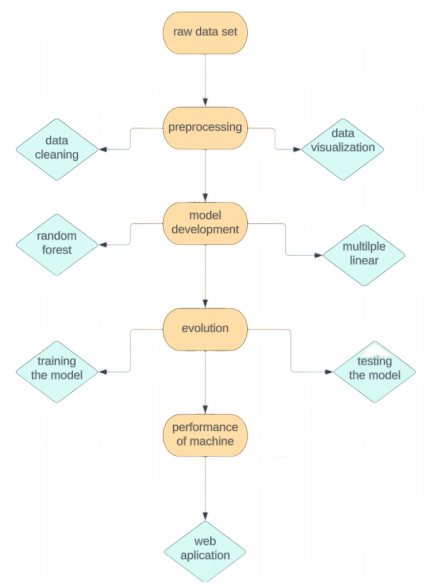 raw data set
preprocessing
data
cleaning
data
visualization
model
development
random
forest
multilple
linear
evolution
training
the model
testing
the model
performance
of machine
web
aplication